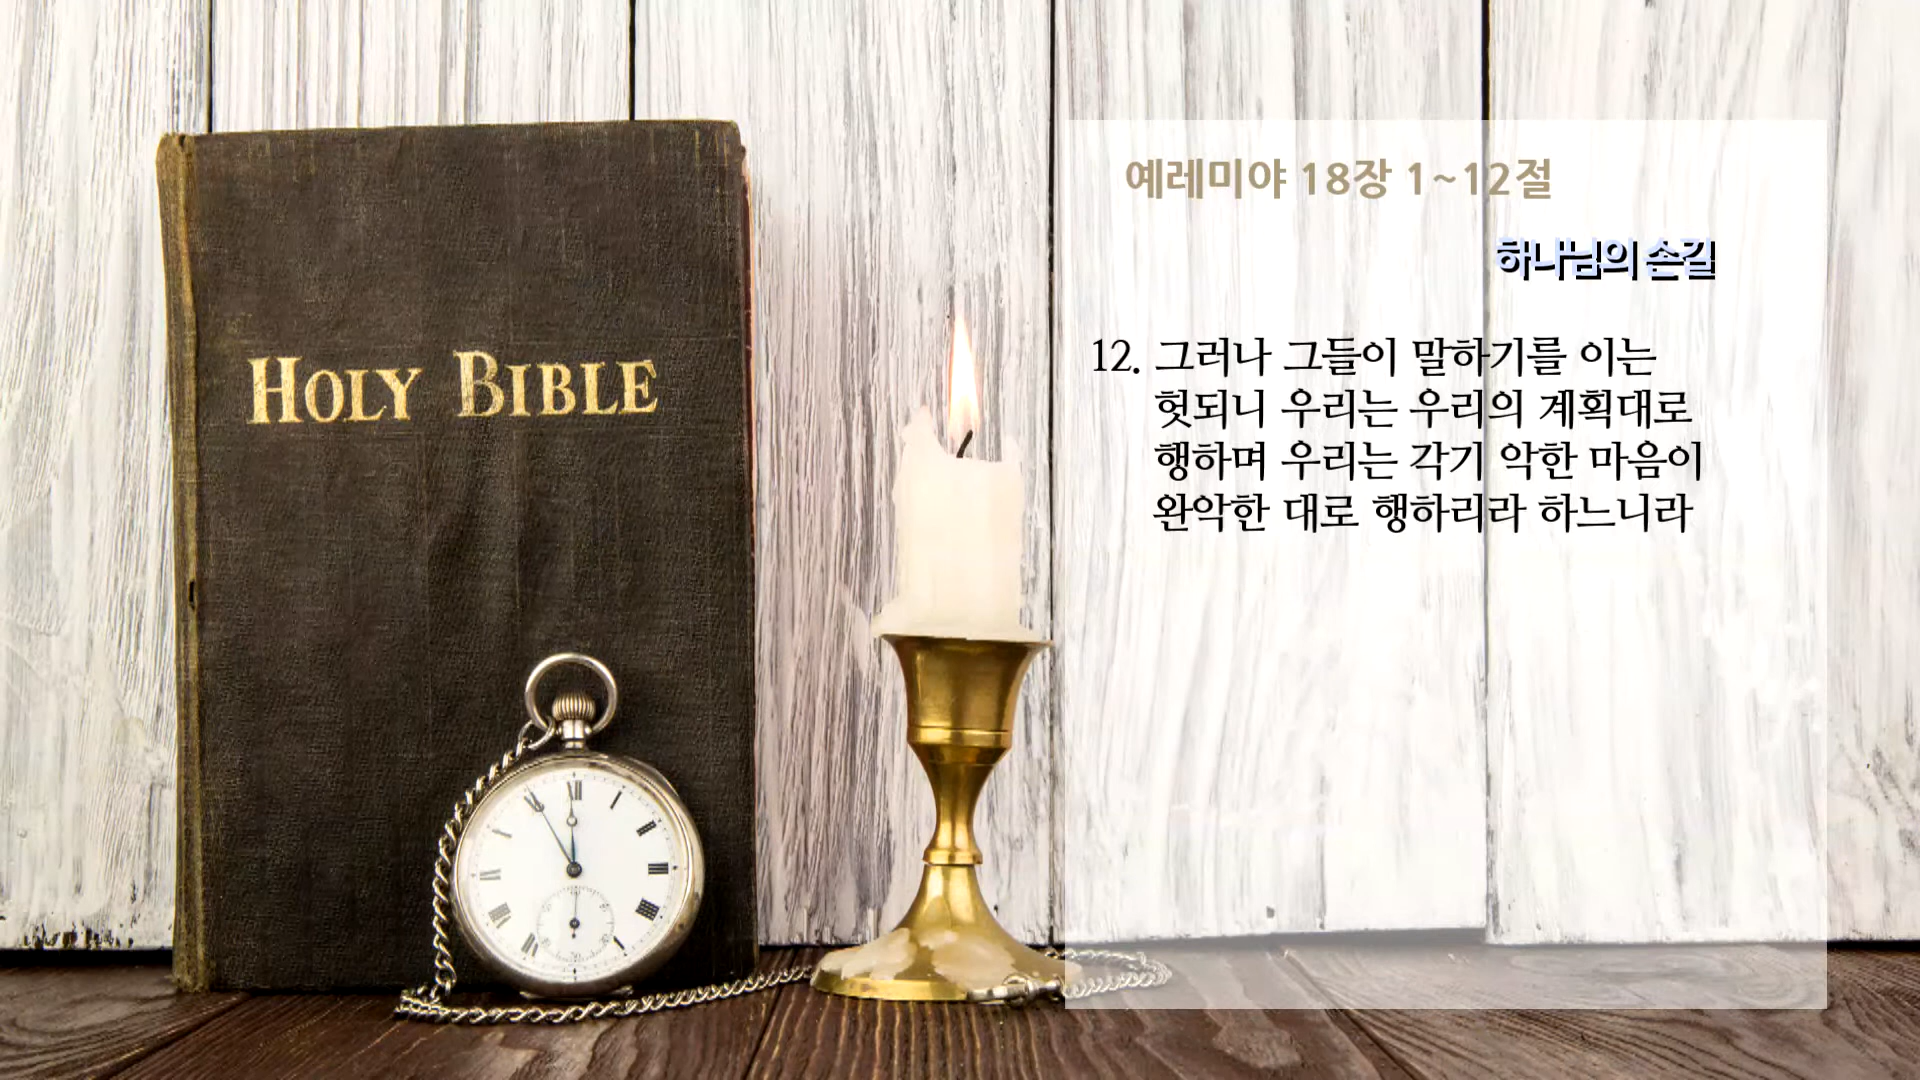 HOLY BIBLE
예레미야 18장 1~12절
하나님의 손길
12. 그러나 그들이 말하기를 이는
헛되니 우리는 우리의 계획대로
행하며 우리는 각기 악한 마음이
완악한 대로 행하리라 하느니라